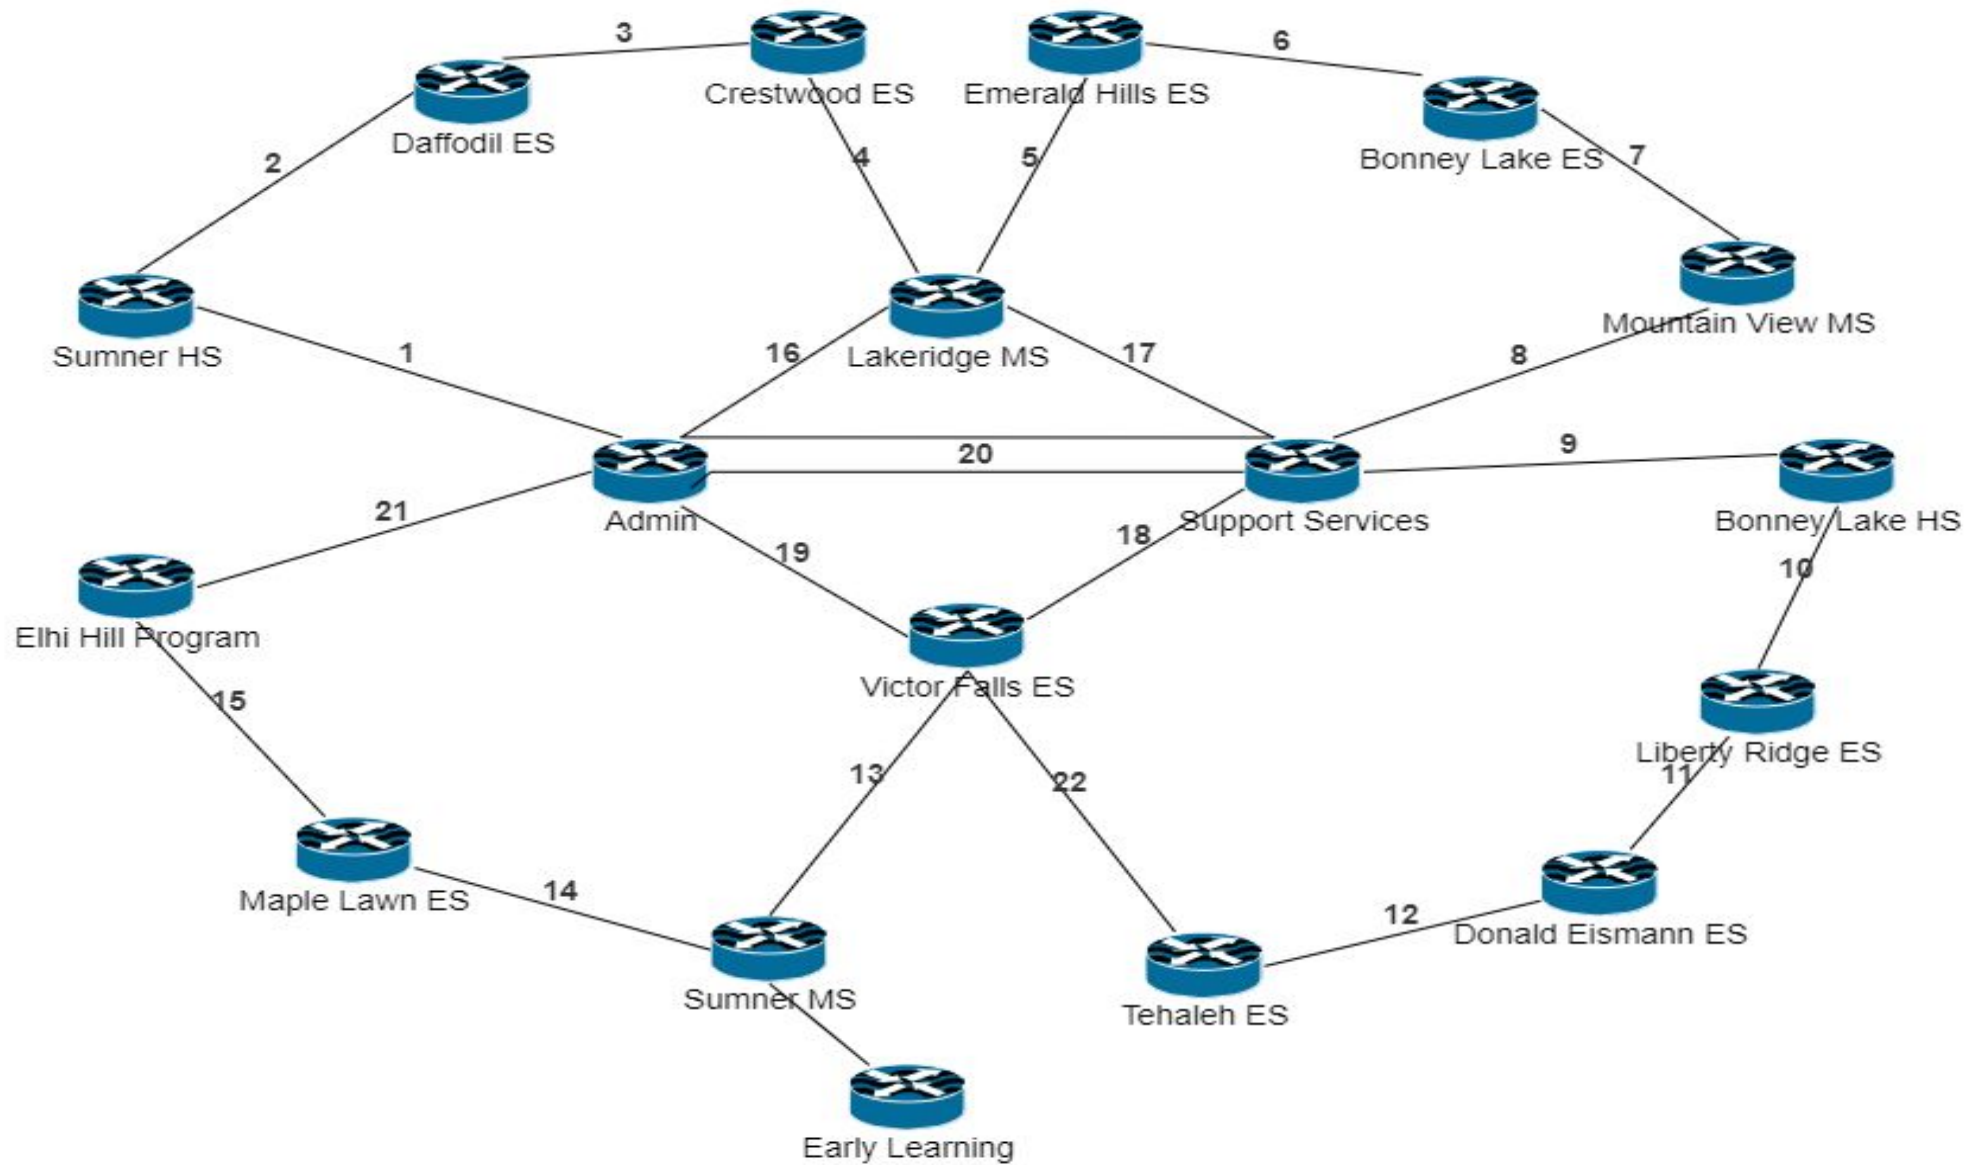 3
Crestwood ES
Emerald Hills ES
6
Daffodil ES
Bonney Lake ES
7
2
4
5
Sumner HS
1
16
Lakeridge MS
17
Mountain View MS
8
20
9
21
Admin
19
18
Support Services
Bonney Lake HS
10
Elhi Hill Program
15
Victor Falls ES
13
22
Liberty Ridge ES
11
Maple Lawn ES
14
12
Donald Eismann ES
Sumner MS
Tehaleh ES
Early Learning